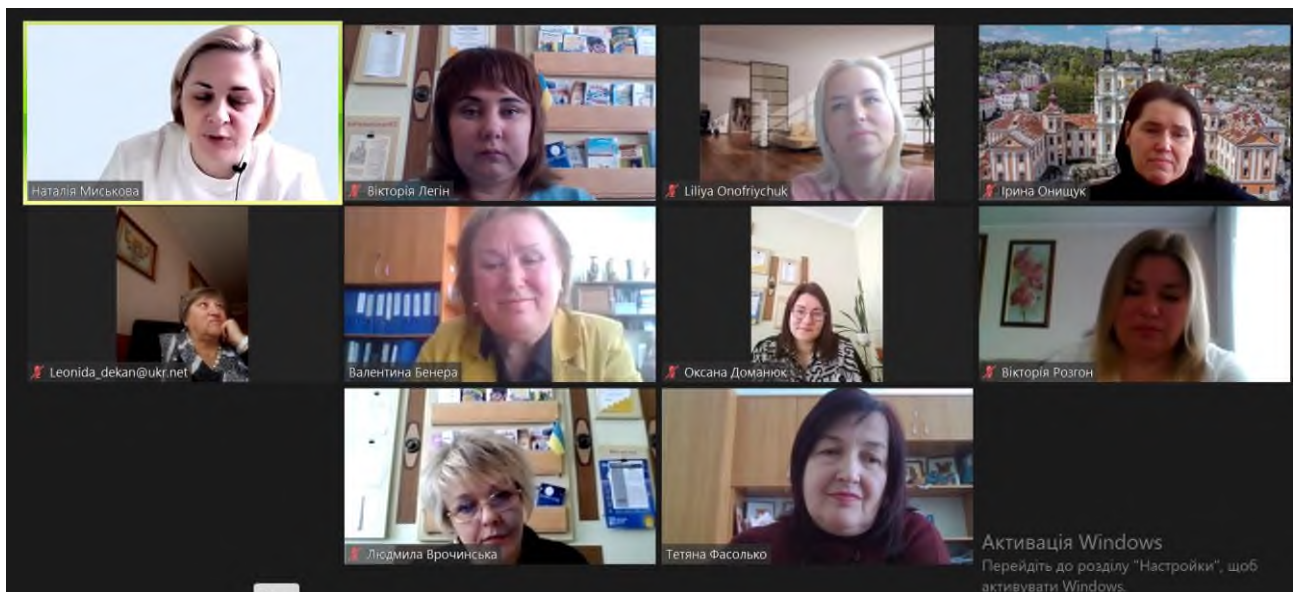 Наталія Миськова
Вікторія Легін
Liliya Onofriychuk
Ірина Онищук
Leonida_dekan@ukr.net
Валентина Бенера
Оксана Доманюк
Вікторія Розгон
Людмила Врочинська
Тетяна Фасолько
Активація Windows
Перейдіть до розділу "Настройки", щоб
активувати Windows.